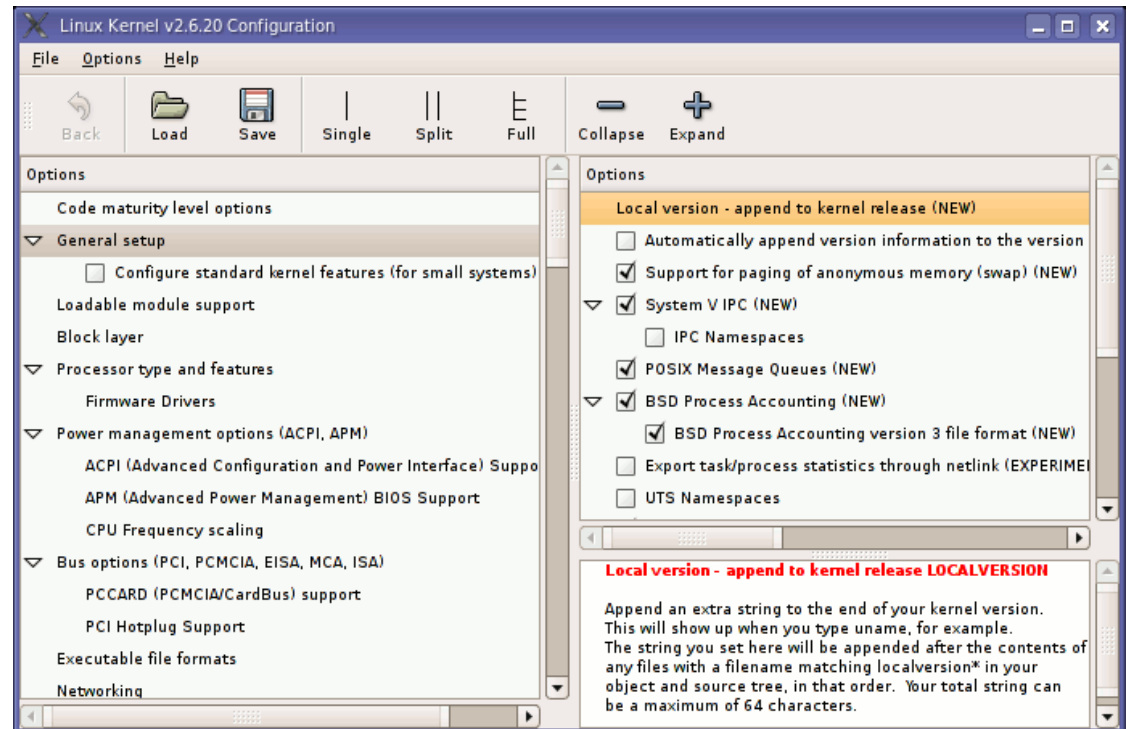 Linux Kernel v2.6.20 Configuration
File Options Help
Back Load Save Single Split Full Collapse Expand
Options
Code maturity level options
General setup
Configure standard kernel features (for small systems)
Loadable module support
Block layer
Processor type and features
Firmware Drivers
Power management options (ACPI, APM)
ACPI (Advanced Configuration and Power Interface) Suppo
APM (Advanced Power Management) BIOS Support
CPU Frequency scaling
Bus options (PCI, PCMCIA, EISA, MCA, ISA)
PCCARD (PCMCIA/CardBus) support
PCI Hotplug Support
Executable file formats
Networking
Options
Local version - append to kernel release (NEW)
Automatically append version information to the version
Support for paging of anonymous memory (swap) (NEW)
System V IPC (NEW)
IPC Namespaces
POSIX Message Queues (NEW)
BSD Process Accounting (NEW)
BSD Process Accounting version 3 file format (NEW)
Export task/process statistics through netlink (EXPERIME
UTS Namespaces
Local version - append to kernel release LOCALVERSION
Append an extra string to the end of your kernel version.
This will show up when you type uname, for example.
The string you set here will be appended after the contents of
any files with a filename matching localversion* in your
object and source tree, in that order.  Your total string can
be a maximum of 64 characters.